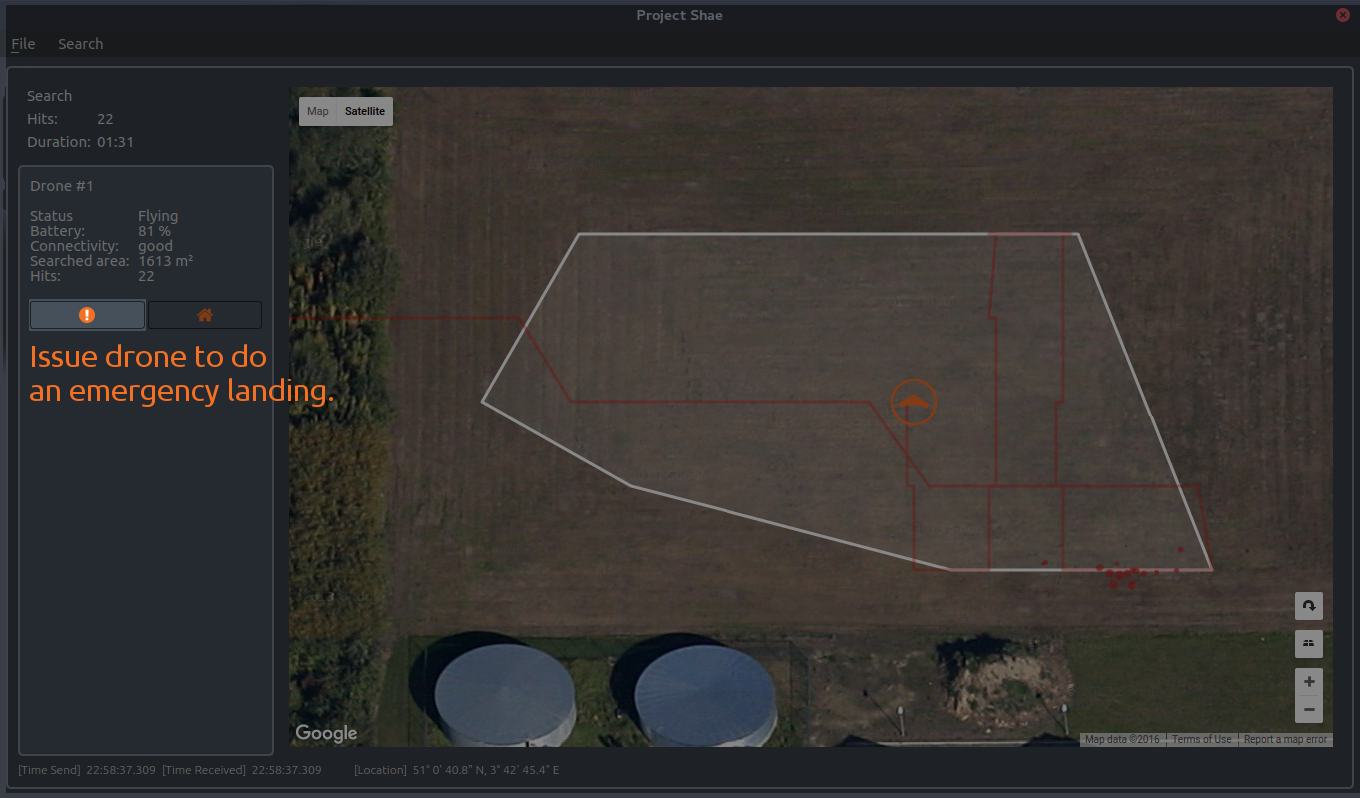 Project Shae
File Search
Search
Hits: 22
Duration: 01:31
Drone #1
Status Flying
Battery: 81 %
Connectivity: good
Searched area: 1613 m²
Hits: 22
Issue drone to do
an emergency landing.
Map Satellite
Google
Map data ©2016 Terms of Use Report a map error
[Time Send] 22:58:37.309 [Time Received] 22:58:37.309 [Location] 51° 0' 40.8" N, 3° 42' 45.4" E